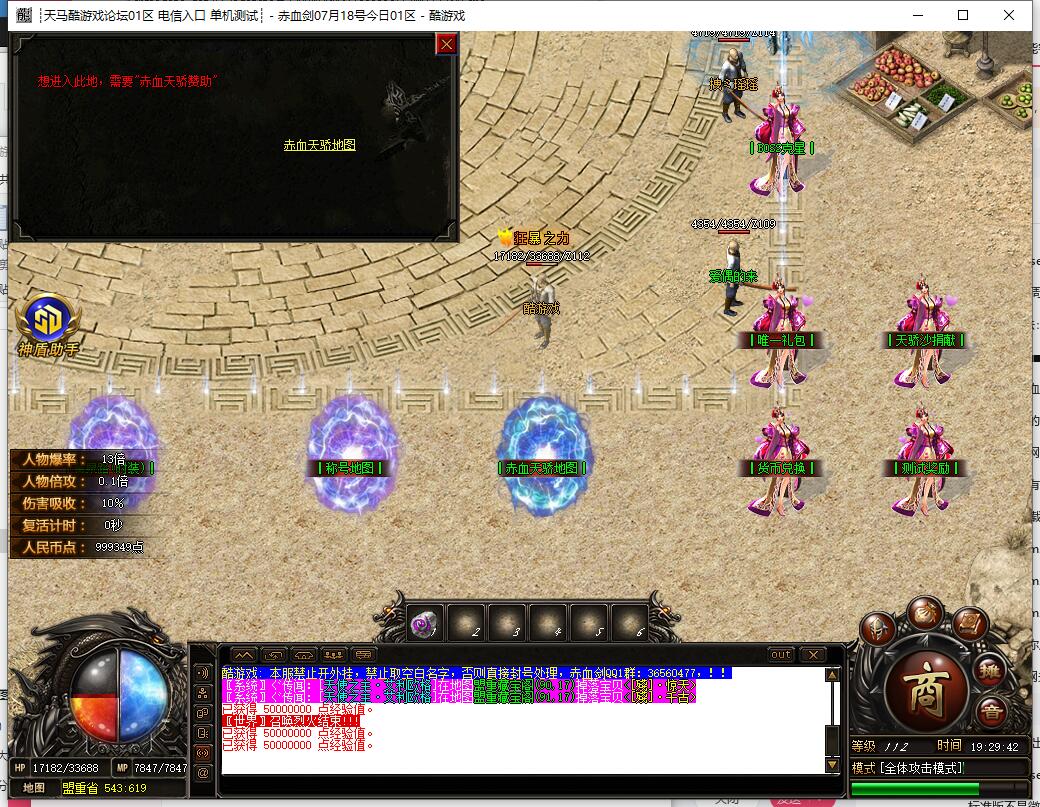 天马酷游戏论坛01区 电信入口 单机测试┊ - 赤血剑07月18号今日01区 - 酷游戏
想进入此地，需要"赤血天骄赞助"
赤血天骄地图
| BOSS克星 |
4354/4354/Z109
爱偶的来
狂暴之力
17182/33688/Z112
酷游戏
| 唯一礼包 |
| 天骄沙捐献 |
神盾助手
| 称号地图 |
| 赤血天骄地图 |
| 货币兑换 |
| 测试奖励 |
人物爆率： 13倍
人物倍攻： 0.1倍
伤害吸收： 10%
复活计时： 0秒
人民币点： 999349点
1 2 3 4 5 6
out
酷游戏: 本服禁止开外挂，禁止取空白名字，否则直接封号处理，赤血剑QQ1群: 36560477，！！
已获得 50000000 点经验值。
【世界】召唤烈火结束!!!
已获得 50000000 点经验值。
已获得 50000000 点经验值。
商
摊
音
HP 17182/33688 MP 7847/7847
地图 盟重省 543:619
等级 112 时间 19:29:42
模式[全体攻击模式]